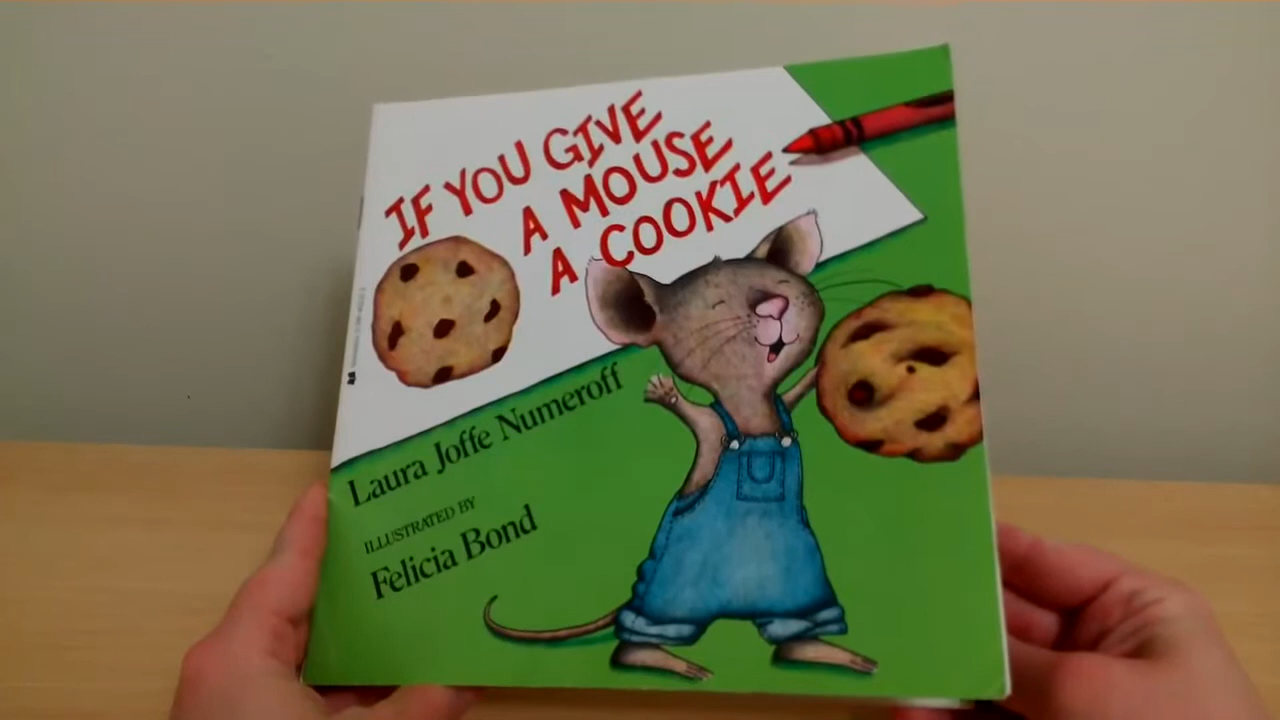 IF YOU GIVE
A MOUSE
A COOKIE
Laura Joffe Numeroff
ILLUSTRATED BY
Felicia Bond